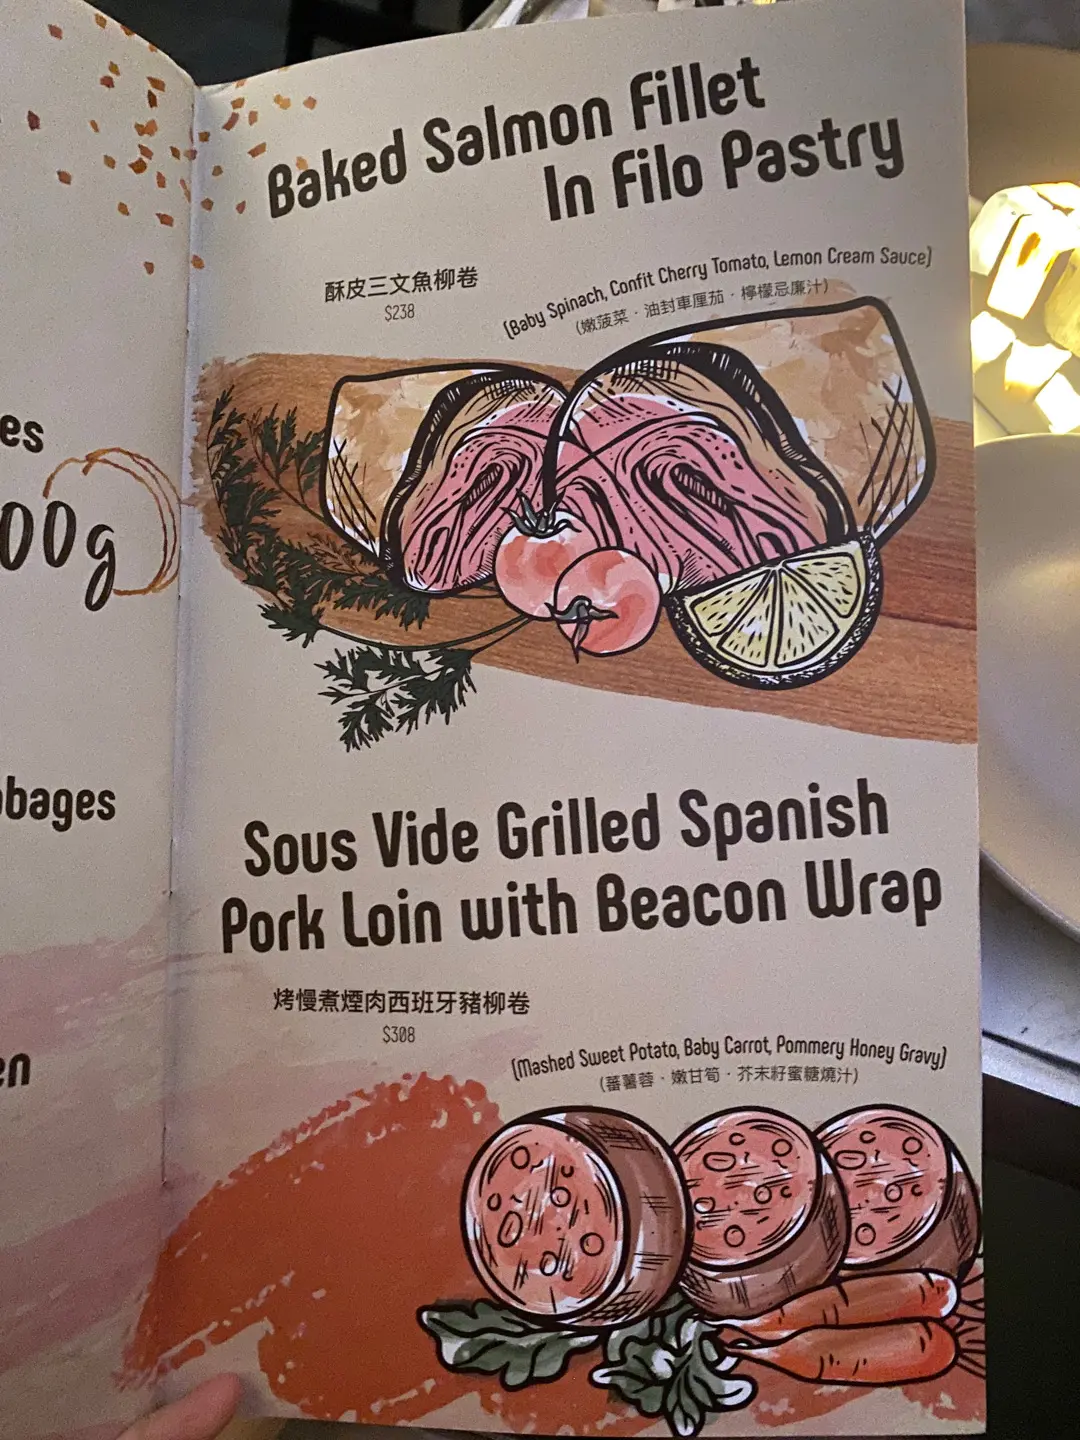 es
00g
bages
en
Baked Salmon Fillet
In Filo Pastry
酥皮三文魚柳卷
$238
(Baby Spinach, Confit Cherry Tomato, Lemon Cream Sauce)
(嫩菠菜．油封車厘茄．檸檬忌廉汁)
Sous Vide Grilled Spanish
Pork Loin with Beacon Wrap
烤慢煮煙肉西班牙豬柳卷
$308
(Mashed Sweet Potato, Baby Carrot, Pommery Honey Gravy)
(蕃薯蓉．嫩甘筍．芥末籽蜜糖燒汁)